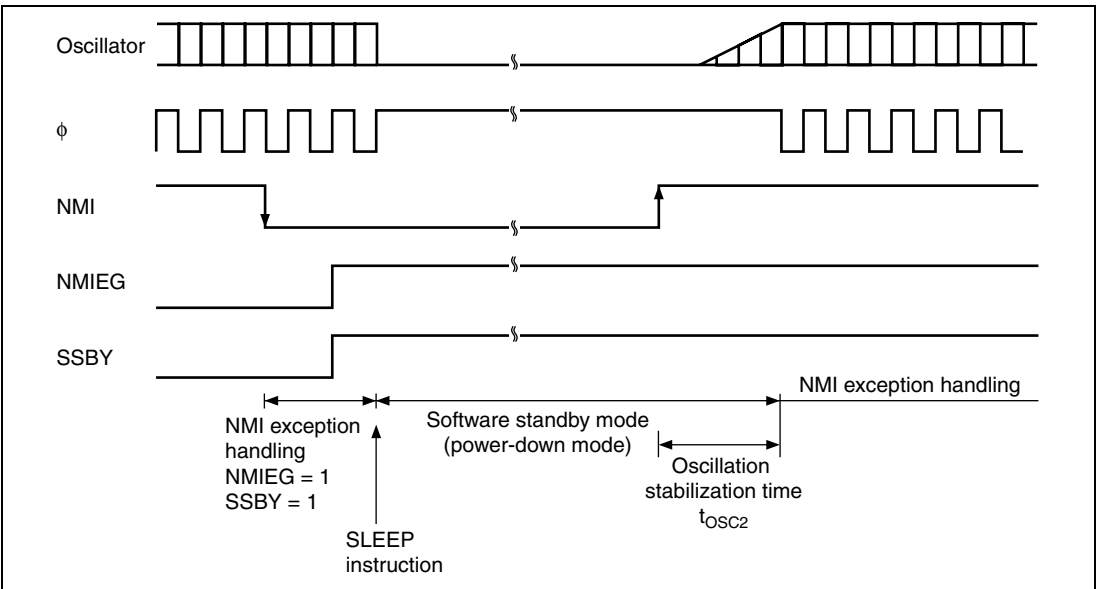 Oscillator
φ
NMI
NMIEG
SSBY
NMI exception handling
NMI exception
handling
NMIEG = 1
SSBY = 1
Software standby mode
(power-down mode)
Oscillation
stabilization time
tOSC2
SLEEP
instruction